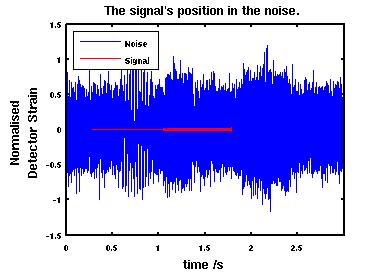 The signal's position in the noise.
Normalised
Detector Strain
1.5
1
0.5
0
-0.5
-1
-1.5
Noise
Signal
0 0.5 1 1.5 2 2.5
time /s